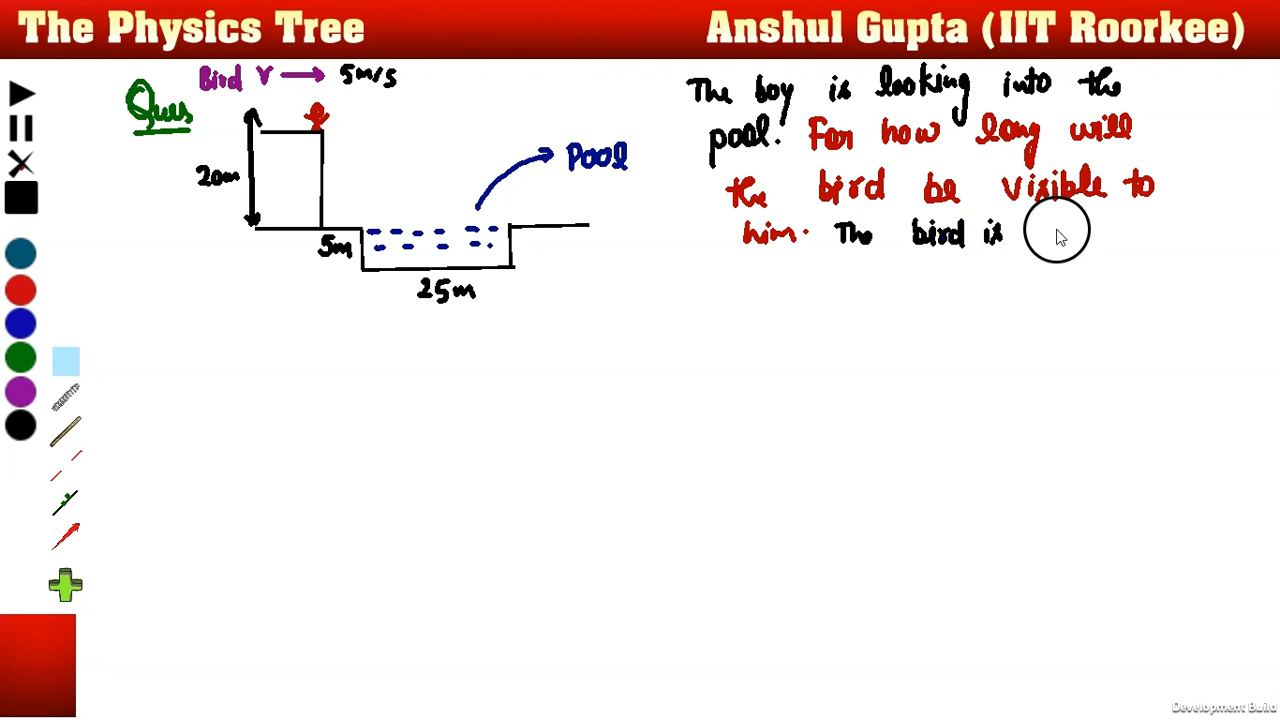 The Physics Tree
Anshul Gupta (IIT Roorkee)
Ques
Bird v → 5m/s
20m
5m
25m
Pool
The boy is looking into the
pool. For how long will
the bird be visible to
him. The bird is
Development Build